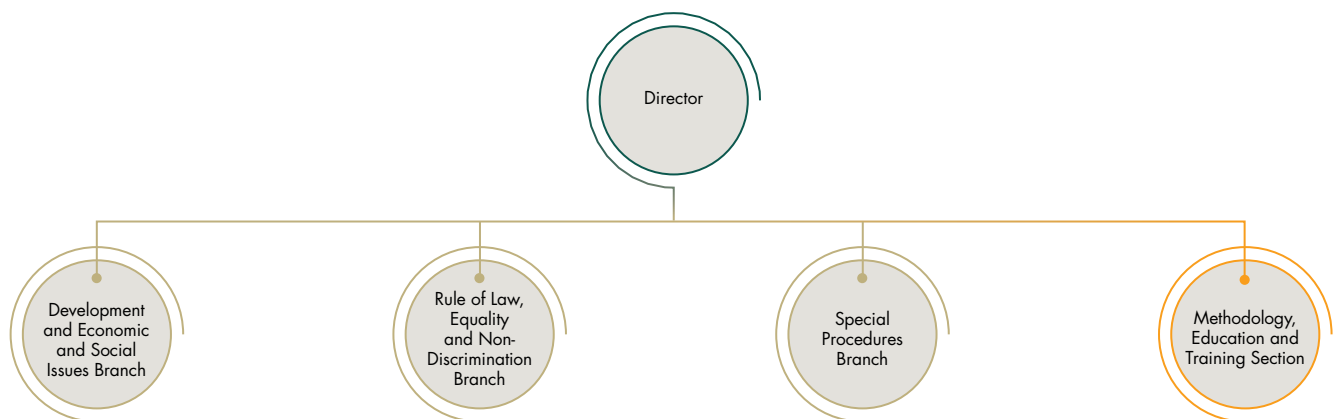 Director
Development
and Economic
and Social
Issues Branch
Rule of Law,
Equality
and Non-
Discrimination
Branch
Special
Procedures
Branch
Methodology,
Education and
Training Section